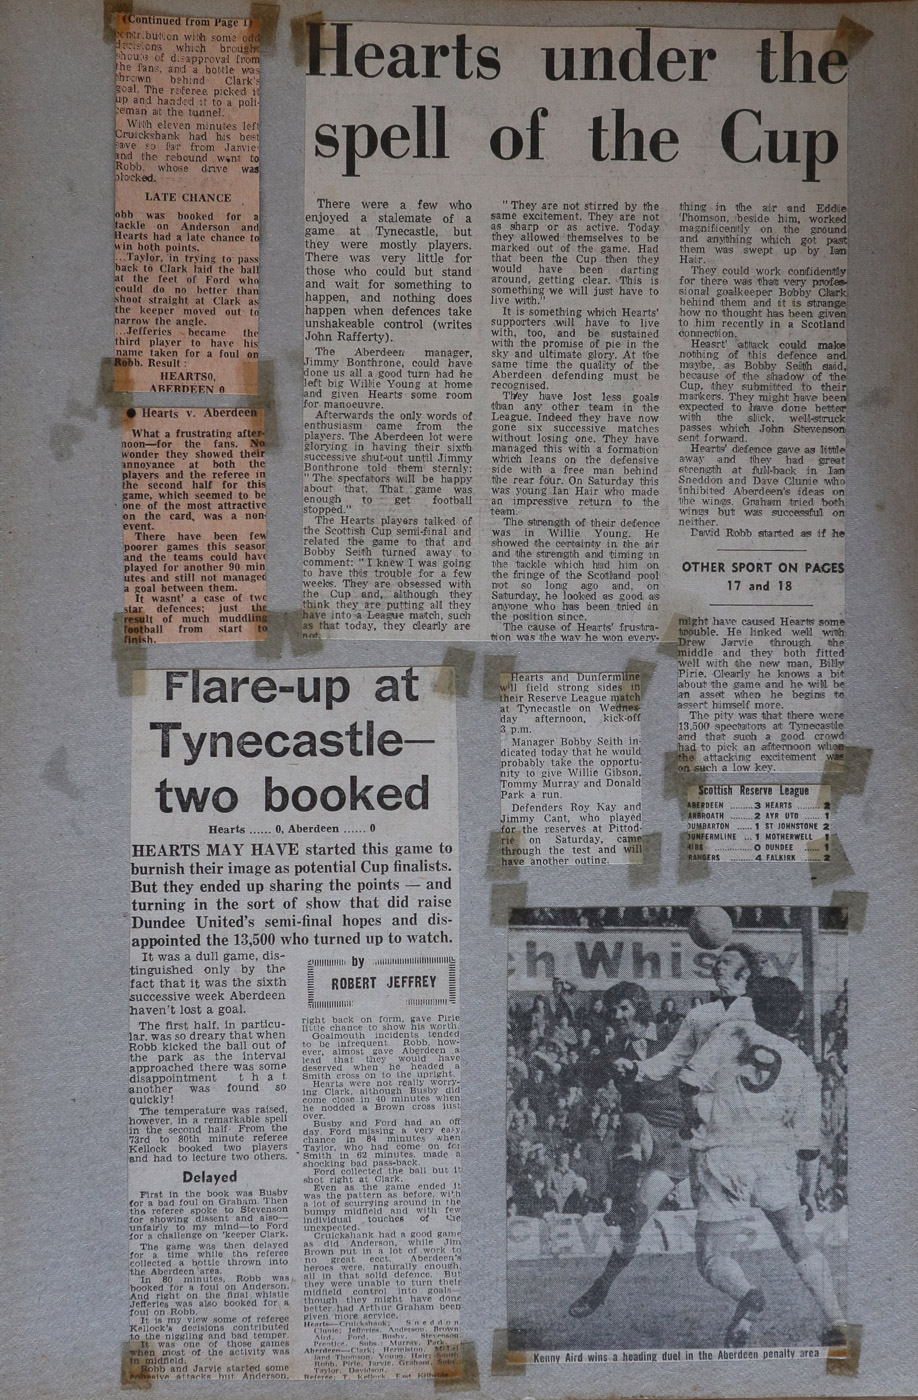 (Continued from Page 1)
contribution with some odd
decisions which brought
shouts of disapproval from
the fans, and a bottle was
thrown behind Clark's
goal. The referee picked it
up and handed it to a poli-
ceman at the tunnel.
With eleven minutes left
Cruickshank had his best
save so far from Jarvie
and the rebound went to
Robb, whose drive was
blocked.
LATE CHANCE
obb was booked for a
tackle on Anderson and
Hearts had a late chance to
win both points.
...Taylor, in trying to pass
back to Clark laid the ball
at the feet of Ford who
could do no better than
shoot straight at Clark as
the keeper moved out to
narrow the angle.
...Jefferies became the
third player to have his
name taken for a foul on
Robb. Result:
HEARTS 0,
ABERDEEN 0
● Hearts v. Aberdeen
What a frustrating after-
noon—for the fans. No
wonder they showed their
annoyance at both the
players and the referee in
the second half for this
game, which seemed to be
one of the most attractive
on the card, was a non-
event.
There have been few
poorer games this season
and the teams could have
played for another 90 min
utes and still not managed
a goal between them.
It wasnt' a case of two
star defences; just the
result of much muddling
football from start to
finish.
Hearts under the
spell of the Cup
There were a few who
enjoyed a stalemate of a
game at Tynecastle, but
they were mostly players.
There was very little for
those who could but stand
and wait for something to
happen, and nothing does
happen when defences take
unshakeable control (writes
John Rafferty).
The Aberdeen manager,
Jimmy Bonthrone, could have
done us all a good turn had he
left big Willie Young at home
and given Hearts some room
for manoeuvre.
Afterwards the only words of
enthusiasm came from the
players. The Aberdeen lot were
glorying in having their sixth
successive shut-out until Jimmy
Bonthrone told them sternly:
"The spectators will be happy
about that. That game was
enough to get football
stopped."
The Hearts players talked of
the Scottish Cup semi-final and
related the game to that and
Bobby Seith turned away to
comment: "I knew I was going
to have this trouble for a few
weeks. They are obsessed with
the Cup and, although they
think they are putting all they
have into a League match, such
as that today, they clearly are
not.
"They are not stirred by the
same excitement. They are not
as sharp or as active. Today
they allowed themselves to be
marked out of the game. Had
that been the Cup then they
would have been darting
around, getting clear. This is
something we will just have to
live with."
It is something which Hearts'
supporters will have to live
with, too, and be sustained
with the promise of pie in the
sky and ultimate glory. At the
same time the quality of the
Aberdeen defending must be
recognised.
They have lost less goals
than any other team in the
League. Indeed they have now
gone six successive matches
without losing one. They have
managed this with a formation
which leans on the defensive
side with a free man behind
the rear four. On Saturday this
was young Ian Hair who made
an impressive return to the
team.
The strength of their defence
was in Willie Young. He
showed the certainty in the air
and the strength and timing in
the tackle which had him on
the fringe of the Scotland pool
not so long ago and, on
Saturday, he looked as good as
anyone who has been tried in
the position since.
The cause of Hearts' frustra-
tion was the way he won every-
thing in the air and Eddie
Thomson, beside him, worked
magnificently on the ground
and anything which got past
them was swept up by Ian
Hair.
They could work confidently
for there was that very profes-
sional goalkeeper Bobby Clark
behind them and it is strange
how no thought has been given
to him recently in a Scotland
connection.
Heasrt' attack could make
nothing of this defence and
maybe, as Bobby Seith said,
because of the shadow of the
Cup, they submitted to their
markers. They might have been
expected to have done better
with the slick, well-struck
passes which John Stevenson
sent forward.
Hearts' defence gave as little
away and they had great
strength at full-back in Ian
Sneddon and Dave Clunie who
inhibited Aberdeen's ideas on
the wings. Graham tried both
wings but was successful on
neither.
David Robb started as if he
OTHER SPORT ON PAGES
17 and 18
might have caused Hearts some
trouble. He linked well with
Drew Jarvie through the
middle and they both fitted
well with the new man, Billy
Pirie. Clearly he knows a bit
about the game and he will be
an asset when he begins to
assert himself more.
The pity was that there were
13,500 spectators at Tynecastle
and that such a good crowd
had to pick an afternoon when
the attacking excitement was
on such a low key.
Flare-up at
Tynecastle—
two booked
Hearts ...... 0, Aberdeen ...... 0
HEARTS MAY HAVE started this game to
burnish their image as potential Cup finalists.
But they ended up sharing the points — and
turning in the sort of show that did raise
Dundee United's semi-final hopes and dis-
appointed the 13,500 who turned up to watch.
It was a dull game, dis-
tinguished only by the
fact that it was the sixth
successive week Aberdeen
haven't lost a goal.
The first half, in particu-
lar, was so dreary that when
Robb kicked the ball out of
the park as the interval
approached there was some
disappointment that
another was found so
quickly!
The temperature was raised,
however, in a remarkable spell
in the second half. From the
73rd to 80th minute referee
Kellock booked two players
and had to lecture two others.
Delayed
First in the book was Busby
for a bad foul on Graham. Then
the referee spoke to Stevenson
for showing dissent and also—
unfairly to my mind—to Ford
for a challenge on 'keeper Clark.
The game was then delayed
for a time while the referee
collected a bottle thrown into
the Aberdeen area.
In 80 minutes, Robb was
booked for a foul on Anderson.
And right on the final whistle
Jefferies was also booked for a
foul on Robb.
It is my view some of referee
Kellock's decisions contributed
to the niggling and bad temper.
It was one of those games
when most of the activity was
in midfield.
Robb and Jarvie started some
cohesive attacks but Anderson,
by
ROBERT JEFFREY
right back on form, gave Pirie
little chance to show his worth.
Goalmouth incidents tended
to be infrequent. Robb, how-
ever, almost gave Aberdeen a
lead that they would have
deserved when he headed a
Smith cross on to the upright.
Hearts were not really worry-
ing Clark, although Busby did
come close in 40 minutes when
he nodded a Brown cross just
over.
Busby and Ford had an off
day. Ford missing a very easy
chance in 84 minutes when
Taylor, who had come on for
Smith in 62 minutes, made a
shocking bad pass-back.
Ford collected the ball but it
shot right at Clark.
Even as the game ended it
was the pattern as before, with
a lot of scurrying around in the
bumpy midfield and with few
individual touches of the
unexpected.
Cruikshank had a good game
as did Anderson, while Jim
Brown put in a lot of work to
no great ect. Aberdeen's
heroes were, naturally enough,
all in that solid defence. But
they were unable to turn their
midfield control into goals—
though they might have done
better had Arthur Graham been
given more service.
Hearts—Cruickshank; Sneddon,
Clunie; Jefferies, Anderson, Brown
Aird, Ford, Busby, Stevenson
Prentice. Subs. Murray, Park.
Aberdeen—Clark; Hermiston,
land Thomson, Young, Hair; Smith
Robb, Pirie, Jarvie, Graham. Subs
Taylor, Davidson.
Referee: T. Kellock, East Kilbride
Hearts and Dunfermline
will field strong sides in
their Reserve League match
at Tynecastle on Wednes-
day afternoon, kick-off
3 p.m.
Manager Bobby Seith in-
dicated today that he would
probably take the opportu-
nity to give Willie Gibson,
Tommy Murray and Donald
Park a run.
Defenders Roy Kay and
Jimmy Cant, who played
for the reserves at Pittod-
rie on Saturday, came
through the test and will
have another outing.
Scottish Reserve League
ABERDEEN ...... 3 HEARTS ...... 2
ARBROATH ...... 2 AYR UTD ...... 1
DUMBARTON ... 1 ST JOHNSTONE 2
DUNFERMLINE ... 1 MOTHERWELL 1
HIBS ...... 0 DUNDEE ...... 1
RANGERS ...... 4 FALKIRK ...... 2
ch Whisky
9
Kenny Aird wins a heading duel in the Aberdeen penalty area